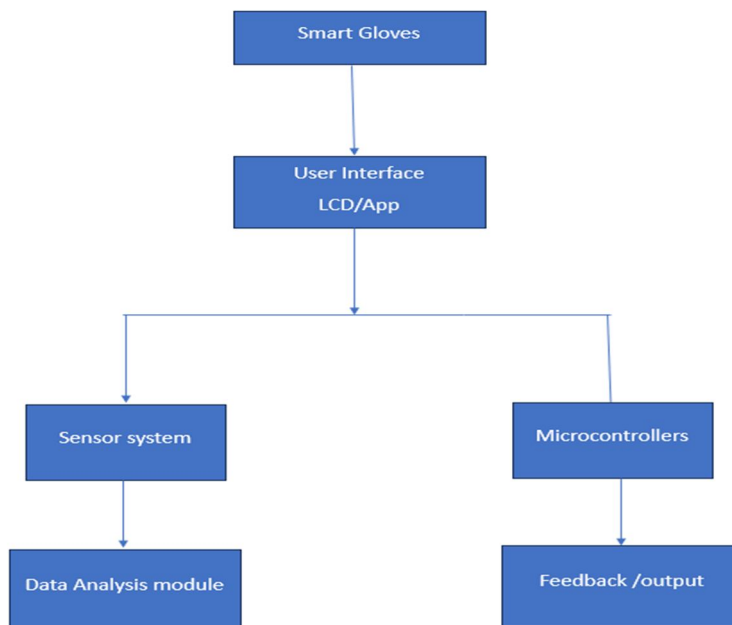 Smart Gloves
User Interface
LCD/App
Sensor system
Microcontrollers
Data Analysis module
Feedback /output